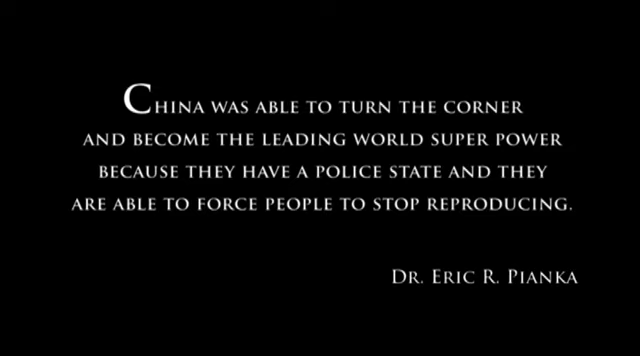 CHINA WAS ABLE TO TURN THE CORNER
AND BECOME THE LEADING WORLD SUPER POWER
BECAUSE THEY HAVE A POLICE STATE AND THEY
ARE ABLE TO FORCE PEOPLE TO STOP REPRODUCING.
DR. ERIC R. PIANKA